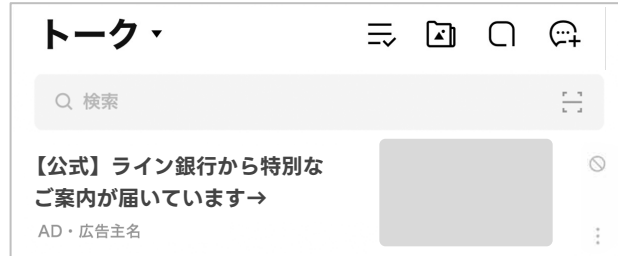 トーク
検索
【公式】ライン銀行から特別な
ご案内が届いています→
AD・広告主名